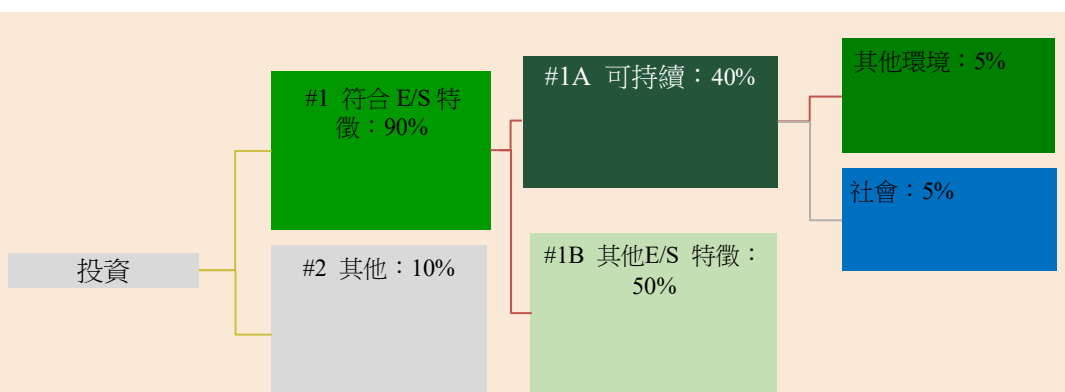 投資
#1 符合 E/S 特
徵：90%
#2 其他：10%
#1A 可持續：40%
#1B 其他E/S 特徵：
50%
其他環境：5%
社會：5%